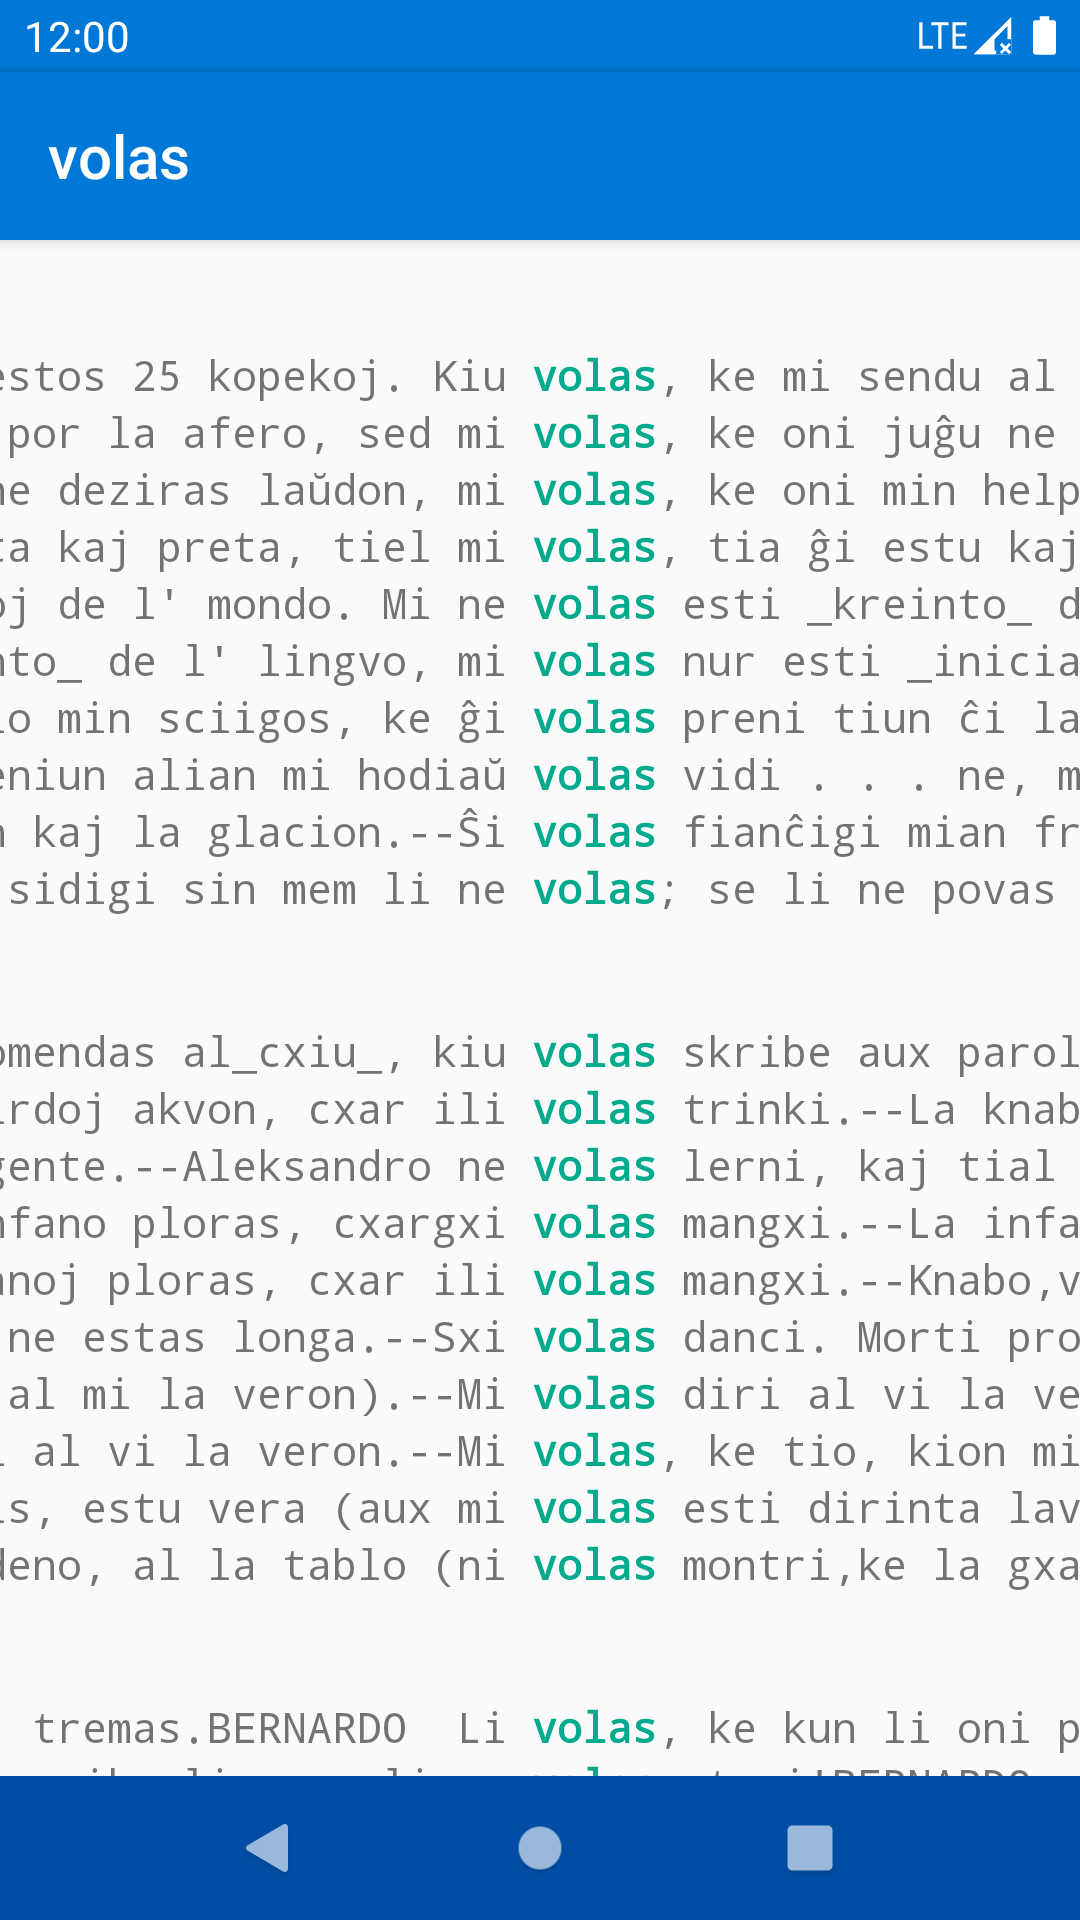 12:00 LTE
volas
estos 25 kopekoj. Kiu volas, ke mi sendu al
por la afero, sed mi volas, ke oni juĝu ne
ne deziras laŭdon, mi volas, ke oni min help
ta kaj preta, tiel mi volas, tia ĝi estu kaj
oj de l' mondo. Mi ne volas esti _kreinto_ d
nto_ de l' lingvo, mi volas nur esti _inicia
io min sciigos, ke ĝi volas preni tiun ĉi la
eniun alian mi hodiaŭ volas vidi . . . ne, m
n kaj la glacion.--Ŝi volas fianĉigi mian fr
sidigi sin mem li ne volas; se li ne povas
omendas al_cxiu_, kiu volas skribe aux parol
irdoj akvon, cxar ili volas trinki.--La knab
gente.--Aleksandro ne volas lerni, kaj tial
nfano ploras, cxargxi volas mangxi.--La infa
anoj ploras, cxar ili volas mangxi.--Knabo,v
ne estas longa.--Sxi volas danci. Morti pro
al mi la veron).--Mi volas diri al vi la ve
i al vi la veron.--Mi volas, ke tio, kion mi
is, estu vera (aux mi volas esti dirinta lav
deno, al la tablo (ni volas montri,ke la gxa
tremas.BERNARDO  Li volas, ke kun li oni p